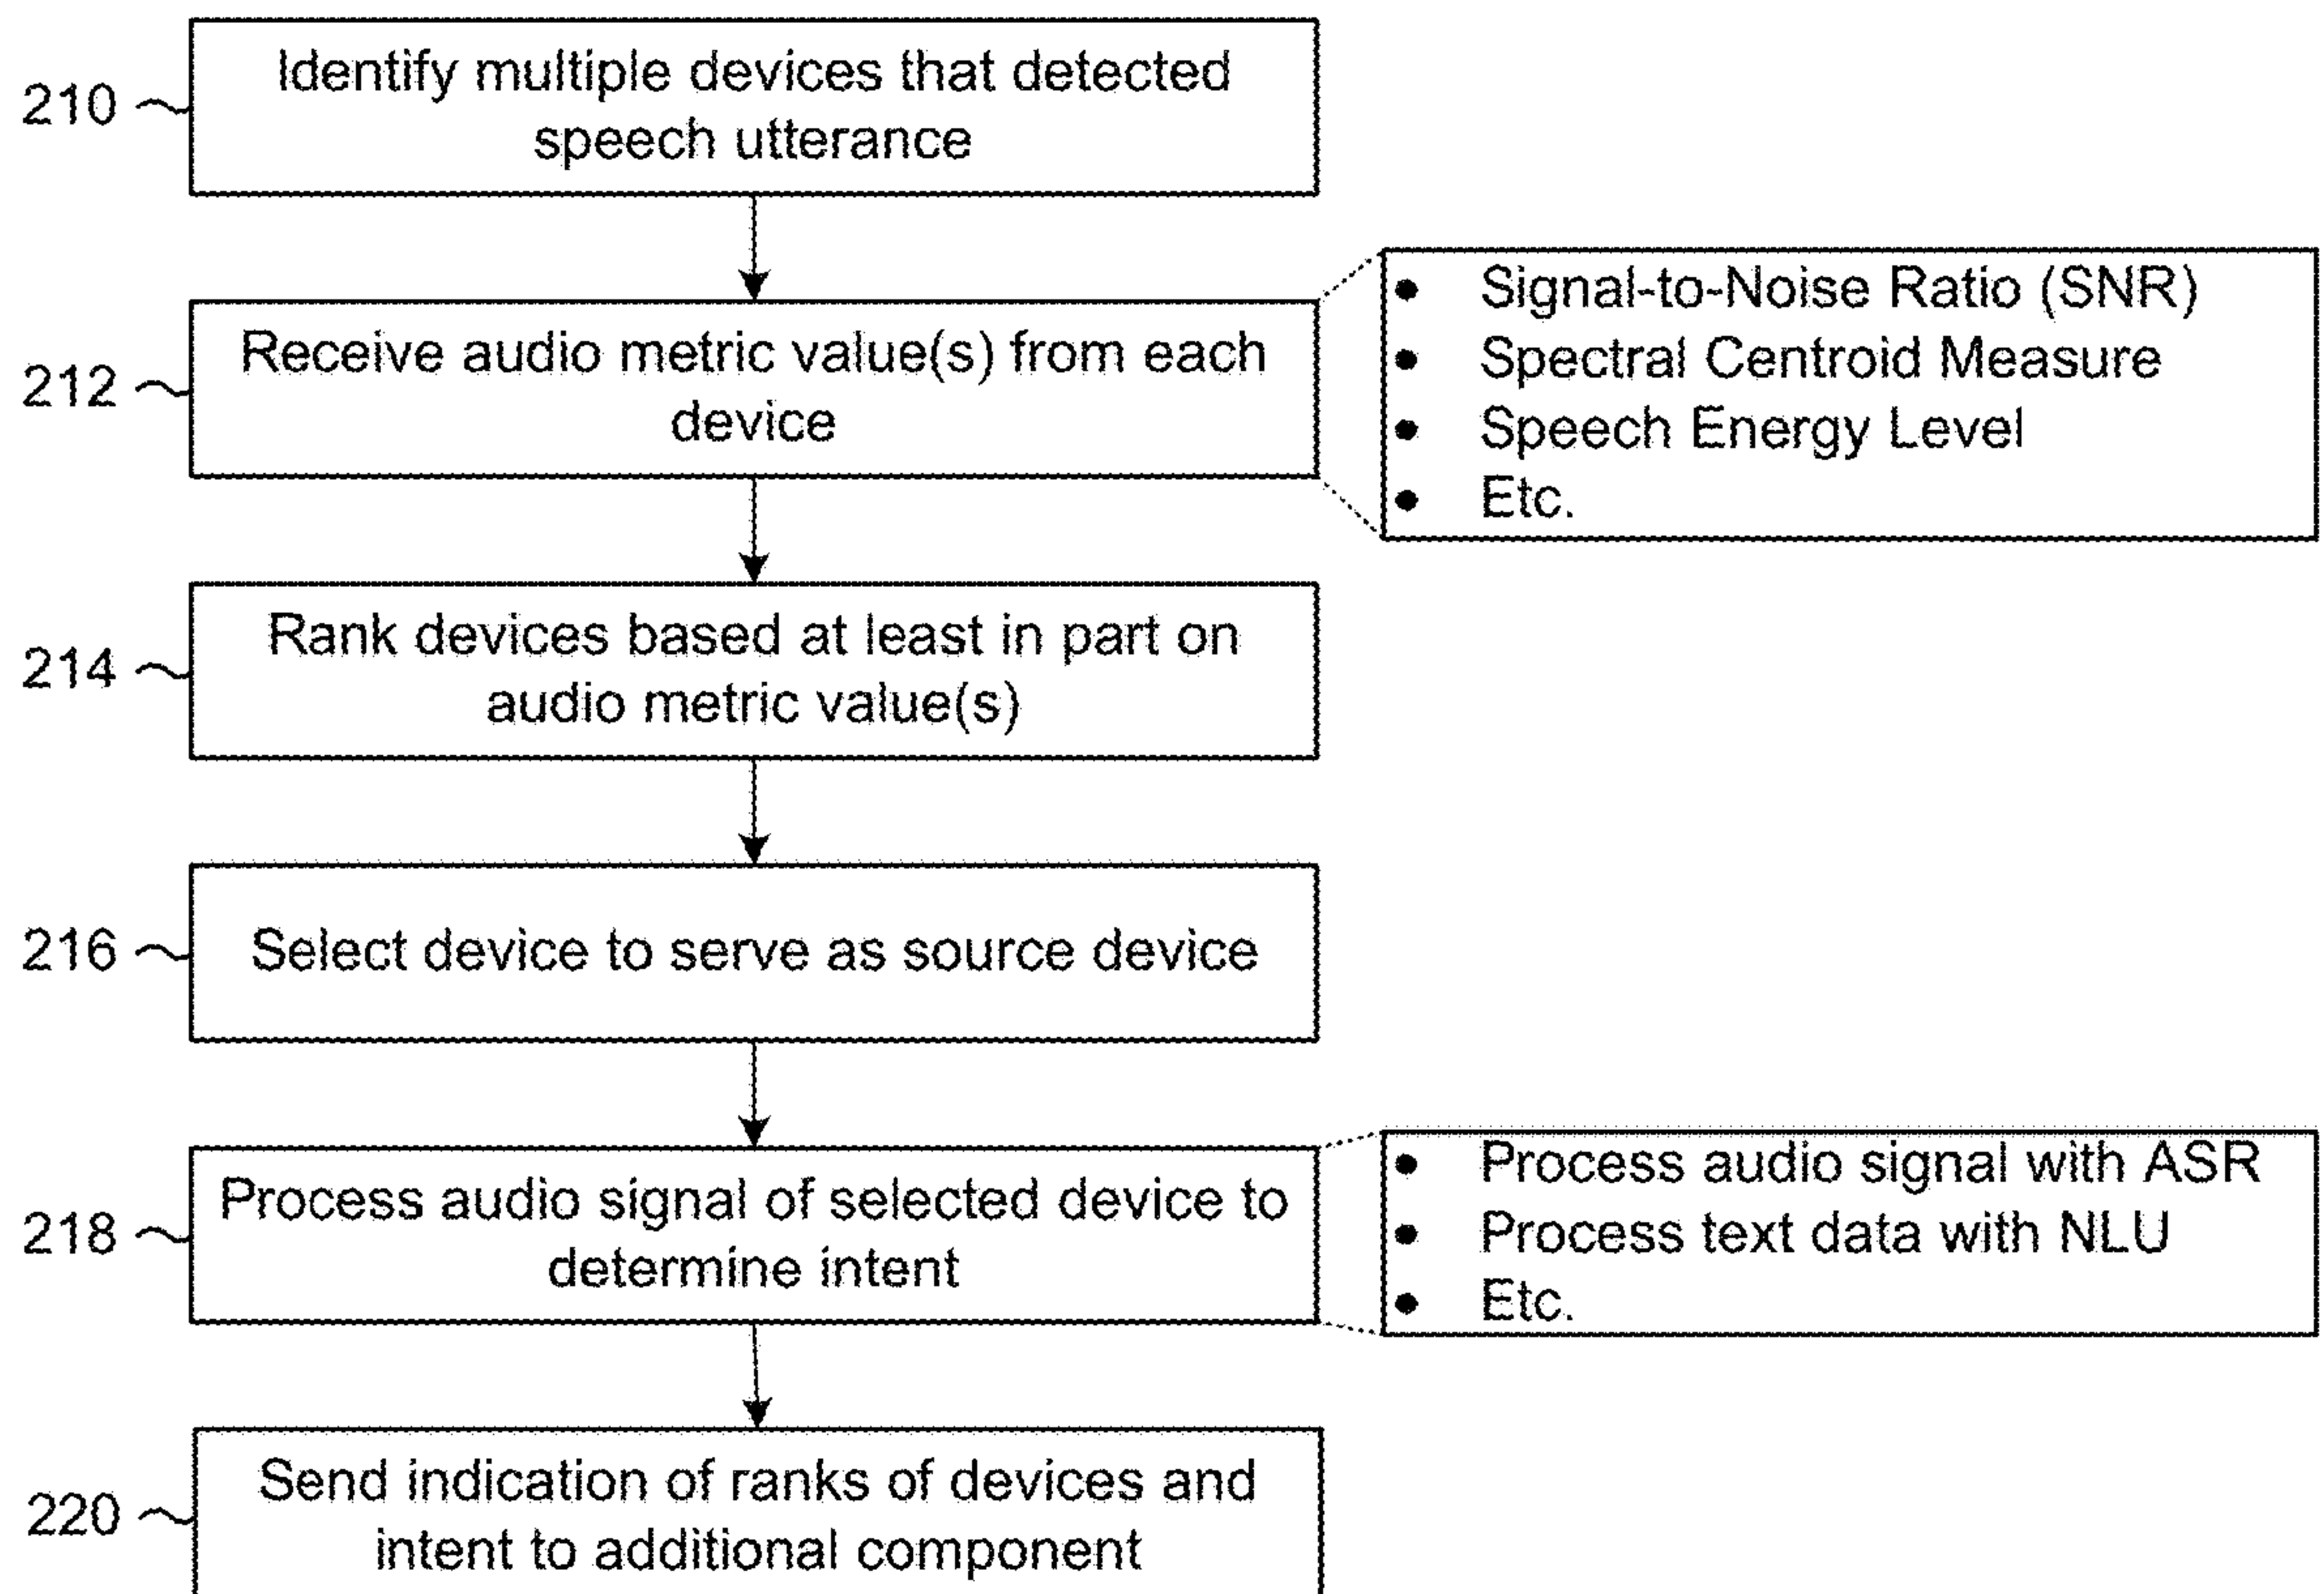 210
Identify multiple devices that detected
speech utterance
212
Receive audio metric value(s) from each
device
• Signal-to-Noise Ratio (SNR)
• Spectral Centroid Measure
• Speech Energy Level
• Etc.
214
Rank devices based at least in part on
audio metric value(s)
216
Select device to serve as source device
218
Process audio signal of selected device to
determine intent
• Process audio signal with ASR
• Process text data with NLU
• Etc.
220
Send indication of ranks of devices and
intent to additional component